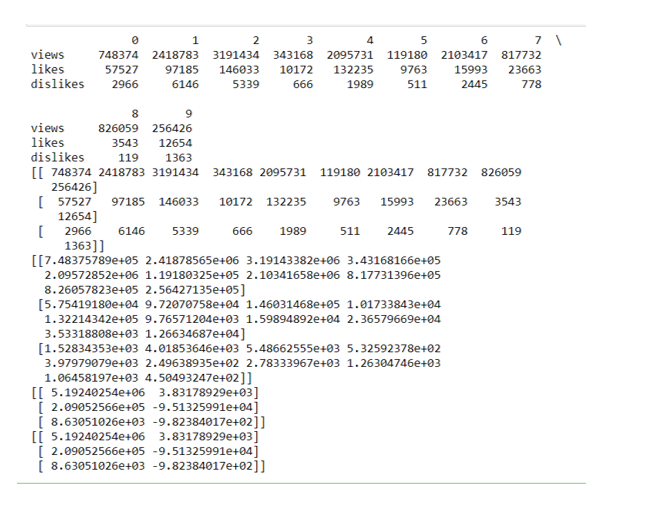 0 1 2 3 4 5 6 7 \
views 748374 2418783 3191434 343168 2095731 119180 2103417 817732
likes 57527 97185 146033 10172 132235 9763 15993 23663
dislikes 2966 6146 5339 666 1989 511 2445 778
8 9
views 826059 256426
likes 3543 12654
dislikes 119 1363
[[ 748374 2418783 3191434 343168 2095731 119180 2103417 817732 826059
256426]
[ 57527 97185 146033 10172 132235 9763 15993 23663 3543
12654]
[ 2966 6146 5339 666 1989 511 2445 778 119
1363]]
[[7.48375789e+05 2.41878565e+06 3.19143382e+06 3.43168166e+05
2.09572852e+06 1.19180325e+05 2.10341658e+06 8.17731396e+05
8.26057823e+05 2.56427135e+05]
[5.75419180e+04 9.72070758e+04 1.46031468e+05 1.01733843e+04
1.32214342e+05 9.76571204e+03 1.59894892e+04 2.36579669e+04
3.53318808e+03 1.26634687e+04]
[1.52834353e+03 4.01853646e+03 5.48662555e+03 5.32592378e+02
3.97979079e+03 2.49638935e+02 2.78333967e+03 1.26304746e+03
1.06458197e+03 4.50493247e+02]]
[[ 5.19240254e+06 3.83178929e+03]
[ 2.09052566e+05 -9.51325991e+04]
[ 8.63051026e+03 -9.82384017e+02]]
[[ 5.19240254e+06 3.83178929e+03]
[ 2.09052566e+05 -9.51325991e+04]
[ 8.63051026e+03 -9.82384017e+02]]